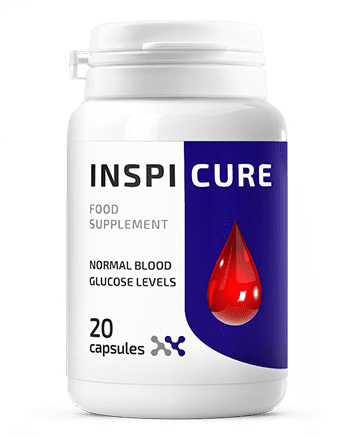 INSPI CURE
FOOD
SUPPLEMENT
NORMAL BLOOD
GLUCOSE LEVELS
20
capsules